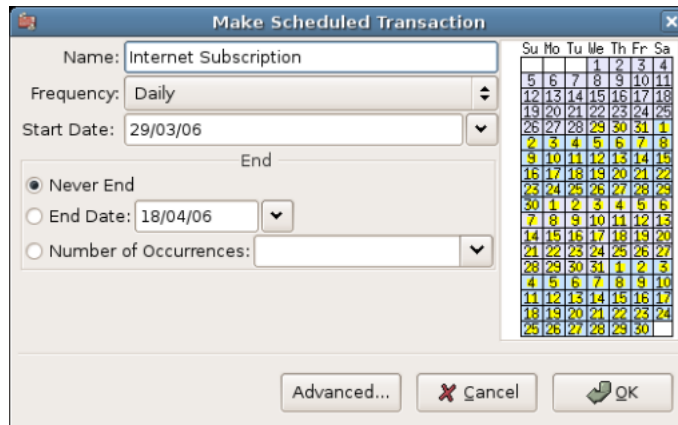 Make Scheduled Transaction
Name: Internet Subscription
Frequency: Daily
Start Date: 29/03/06
End
Never End
End Date: 18/04/06
Number of Occurrences:
Su Mo Tu We Th Fr Sa
1 2 3 4
5 6 7 8 9 10 11
12 13 14 15 16 17 18
19 20 21 22 23 24 25
26 27 28 29 30 31 1
2 3 4 5 6 7 8
9 10 11 12 13 14 15
16 17 18 19 20 21 22
23 24 25 26 27 28 29
30 1 2 3 4 5 6
7 8 9 10 11 12 13
14 15 16 17 18 19 20
21 22 23 24 25 26 27
28 29 30 31 1 2 3
4 5 6 7 8 9 10
11 12 13 14 15 16 17
18 19 20 21 22 23 24
25 26 27 28 29 30
Advanced... Cancel OK